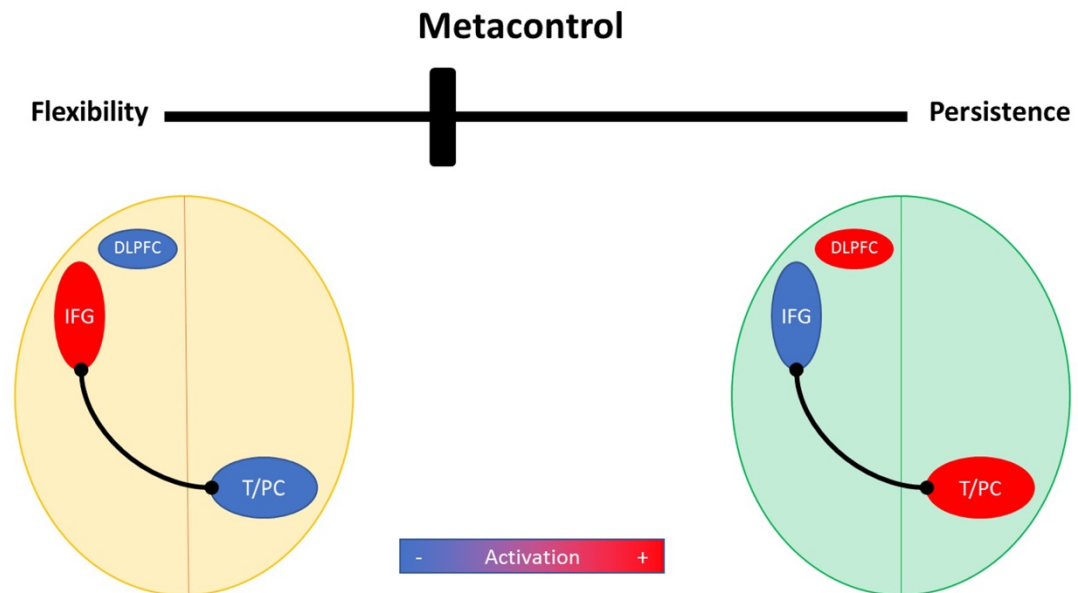 Metacontrol
Flexibility
Persistence
DLPFC
IFG
T/PC
DLPFC
IFG
T/PC
- Activation +